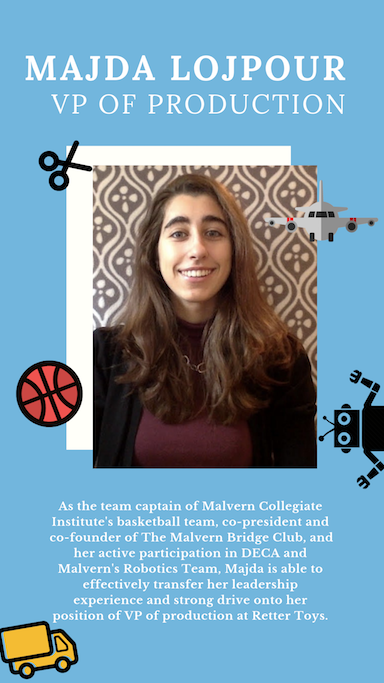 MAJDA LOJPOUR
VP OF PRODUCTION
As the team captain of Malvern Collegiate
Institute's basketball team, co-president and
co-founder of The Malvern Bridge Club, and
her active participation in DECA and
Malvern's Robotics Team, Majda is able to
effectively transfer her leadership
experience and strong drive onto her
position of VP of production at Retter Toys.